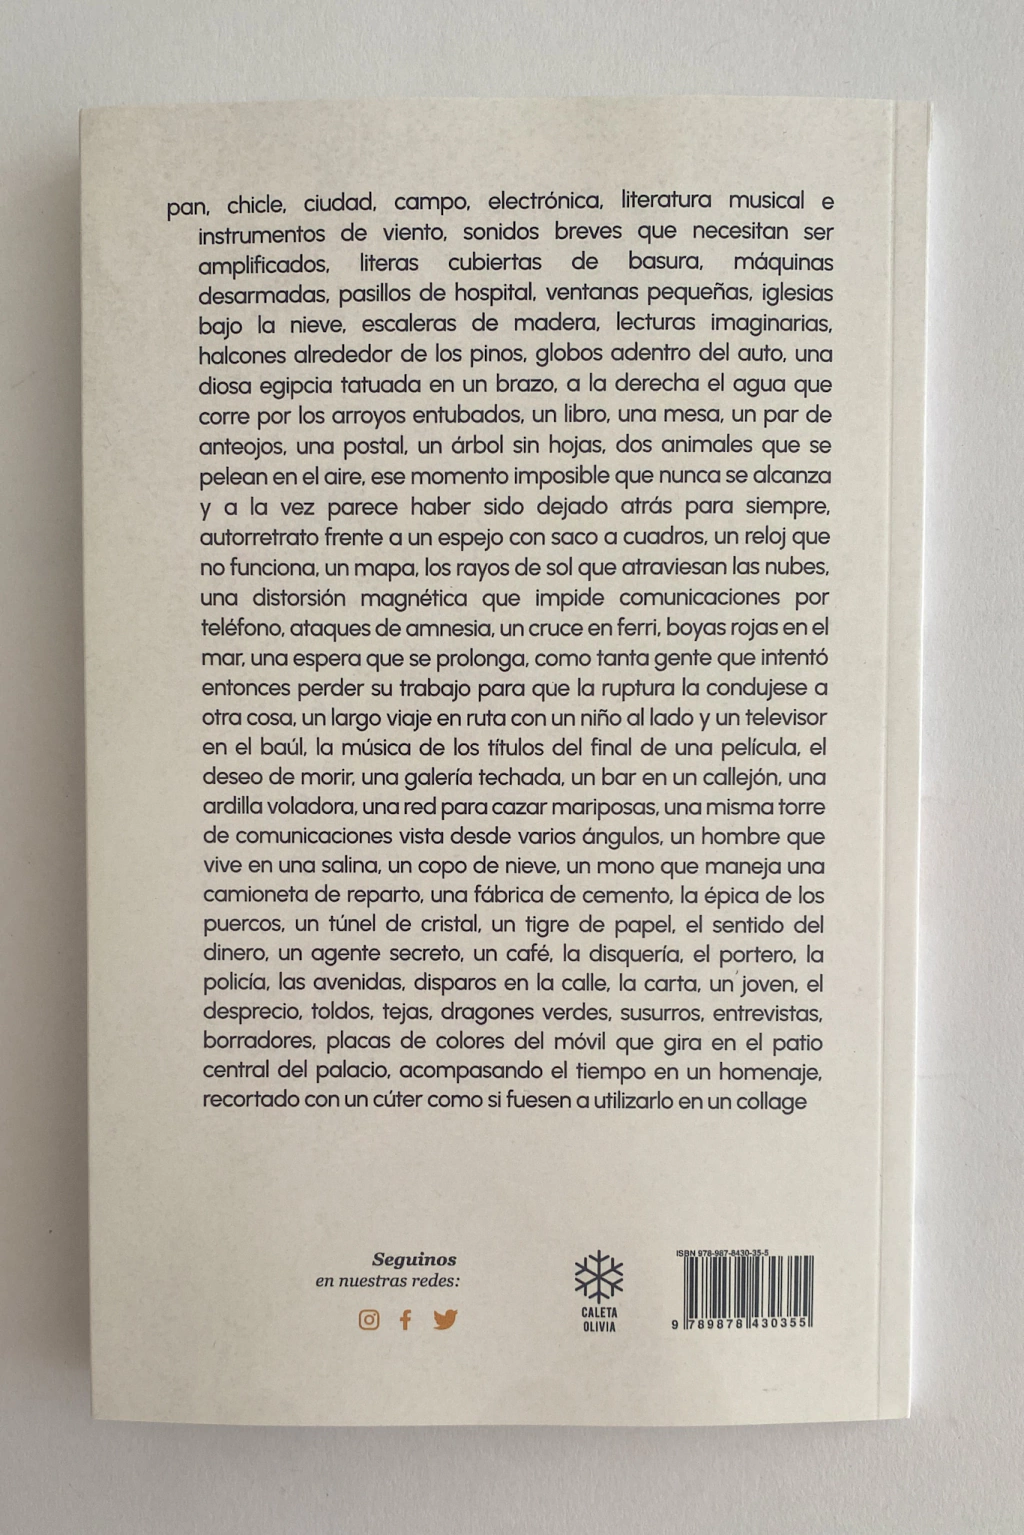 pan, chicle, ciudad, campo, electrónica, literatura musical e
instrumentos de viento, sonidos breves que necesitan ser
amplificados, literas cubiertas de basura, máquinas
desarmadas, pasillos de hospital, ventanas pequeñas, iglesias
bajo la nieve, escaleras de madera, lecturas imaginarias,
halcones alrededor de los pinos, globos adentro del auto, una
diosa egipcia tatuada en un brazo, a la derecha el agua que
corre por los arroyos entubados, un libro, una mesa, un par de
anteojos, una postal, un árbol sin hojas, dos animales que se
pelean en el aire, ese momento imposible que nunca se alcanza
y a la vez parece haber sido dejado atrás para siempre,
autorretrato frente a un espejo con saco a cuadros, un reloj que
no funciona, un mapa, los rayos de sol que atraviesan las nubes,
una distorsión magnética que impide comunicaciones por
teléfono, ataques de amnesia, un cruce en ferri, boyas rojas en el
mar, una espera que se prolonga, como tanta gente que intentó
entonces perder su trabajo para que la ruptura la condujese a
otra cosa, un largo viaje en ruta con un niño al lado y un televisor
en el baúl, la música de los títulos del final de una película, el
deseo de morir, una galería techada, un bar en un callejón, una
ardilla voladora, una red para cazar mariposas, una misma torre
de comunicaciones vista desde varios ángulos, un hombre que
vive en una salina, un copo de nieve, un mono que maneja una
camioneta de reparto, una fábrica de cemento, la épica de los
puercos, un túnel de cristal, un tigre de papel, el sentido del
dinero, un agente secreto, un café, la disquería, el portero, la
policía, las avenidas, disparos en la calle, la carta, un joven, el
desprecio, toldos, tejas, dragones verdes, susurros, entrevistas,
borradores, placas de colores del móvil que gira en el patio
central del palacio, acompasando el tiempo en un homenaje,
recortado con un cúter como si fuesen a utilizarlo en un collage
Seguinos
en nuestras redes:
CALETA
OLIVIA
ISBN 978-987-8430-35-5
9 789878 430355